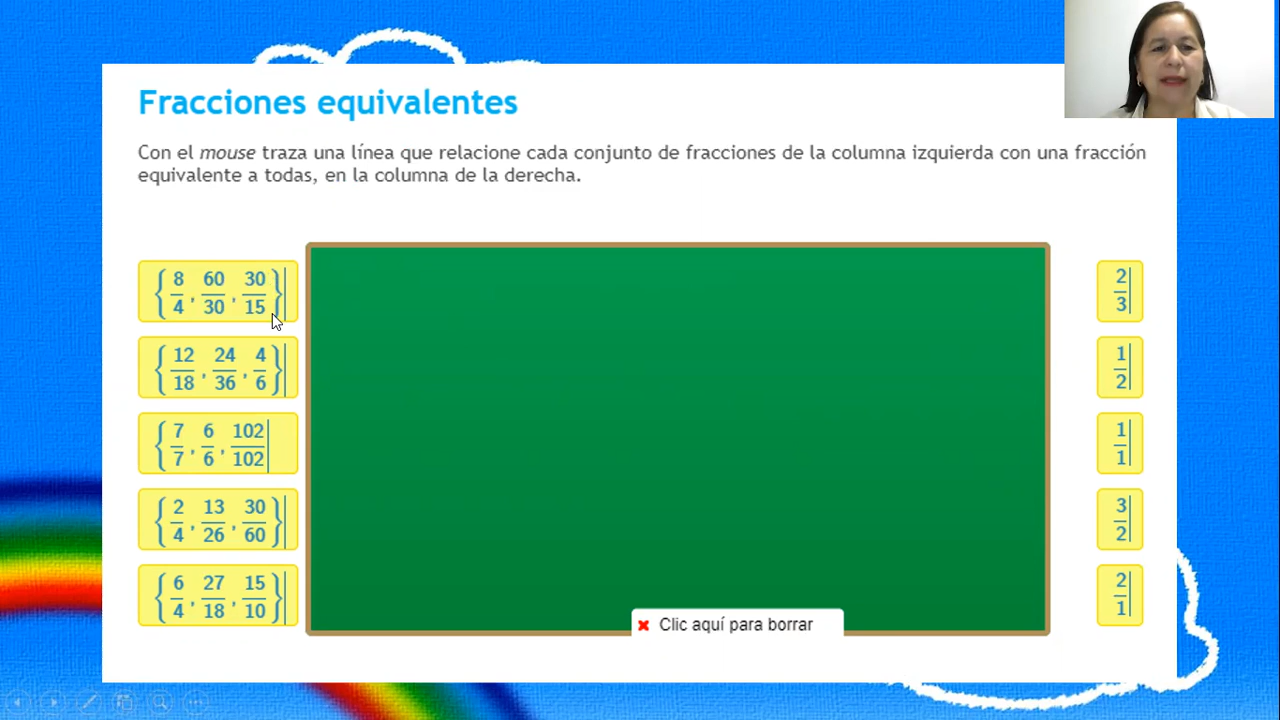 Fracciones equivalentes
Con el mouse traza una línea que relacione cada conjunto de fracciones de la columna izquierda con una fracción
equivalente a todas, en la columna de la derecha.
{8/4, 60/30, 30/15}
2/3
{12/18, 24/36, 4/6}
1/2
{7/7, 6/6, 102/102
1/1
{2/4, 13/26, 30/60}
3/2
{6/4, 27/18, 15/10}
2/1
Clic aquí para borrar